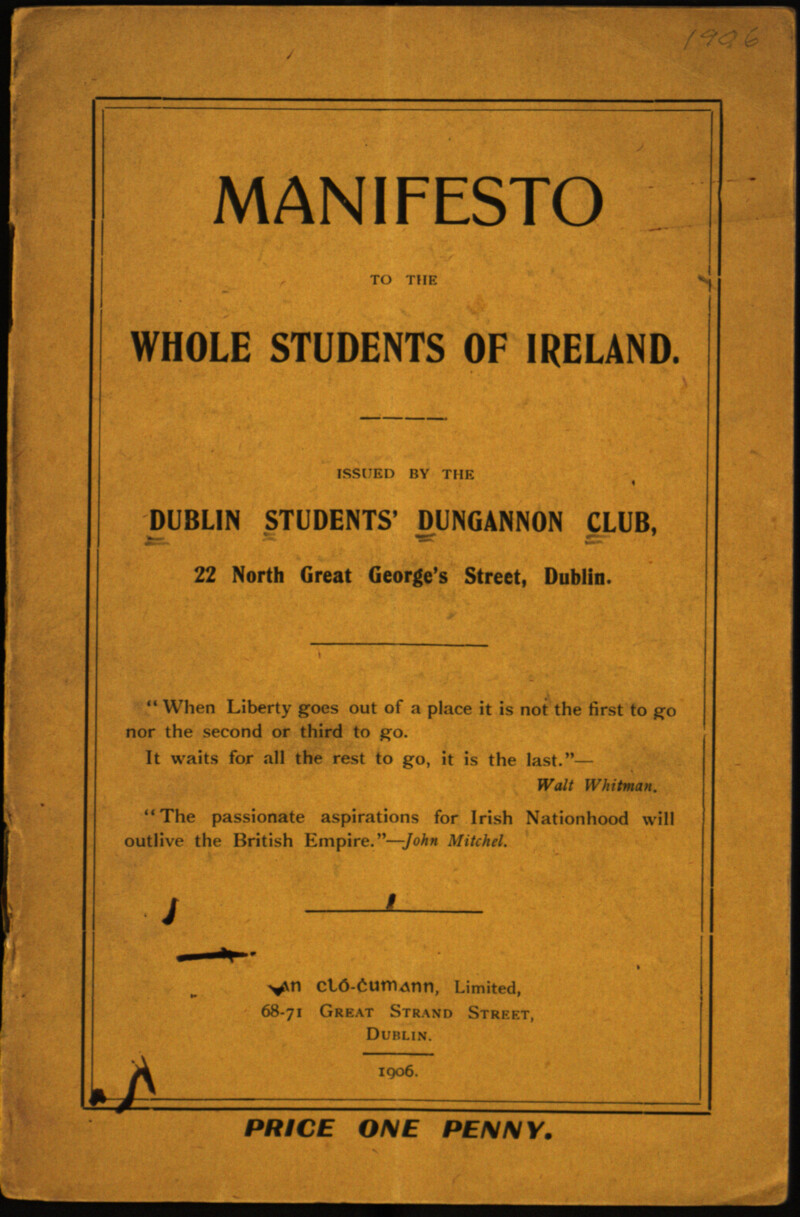 1906
MANIFESTO
TO THE
WHOLE STUDENTS OF IRELAND.
ISSUED BY THE
DUBLIN STUDENTS' DUNGANNON CLUB,
22 North Great George's Street, Dublin.
“ When Liberty goes out of a place it is not the first to go
nor the second or third to go.
It waits for all the rest to go, it is the last.”—
Walt Whitman.
“The passionate aspirations for Irish Nationhood will
outlive the British Empire.”—John Mitchel.
An Cló-Ċumann, Limited,
68-71 Great Strand Street,
Dublin.
1906.
PRICE ONE PENNY.